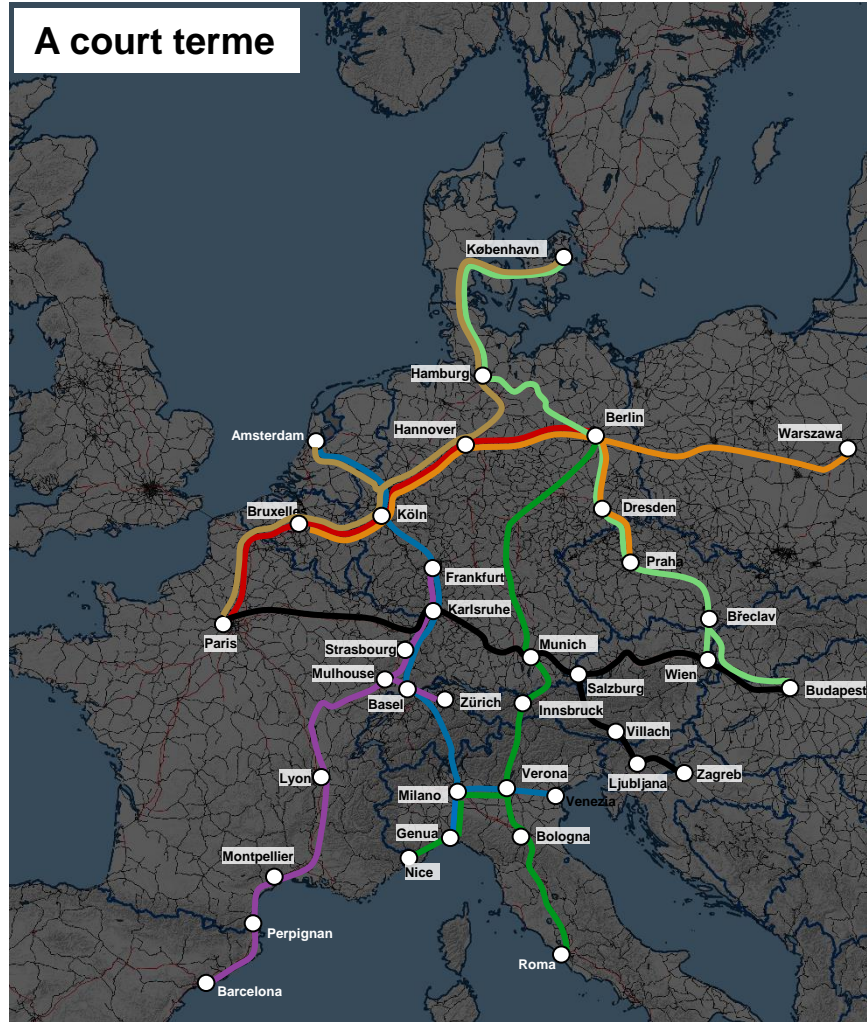 A court terme
København
Hamburg
Berlin
Hannover
Amsterdam
Warszawa
Bruxelles
Köln
Dresden
Praha
Frankfurt
Karlsruhe
Břeclav
Paris
Strasbourg
Munich
Mulhouse
Wien
Salzburg
Budapest
Basel
Zürich
Innsbruck
Villach
Lyon
Verona
Ljubljana
Zagreb
Milano
Venezia
Genua
Bologna
Nice
Montpellier
Perpignan
Roma
Barcelona